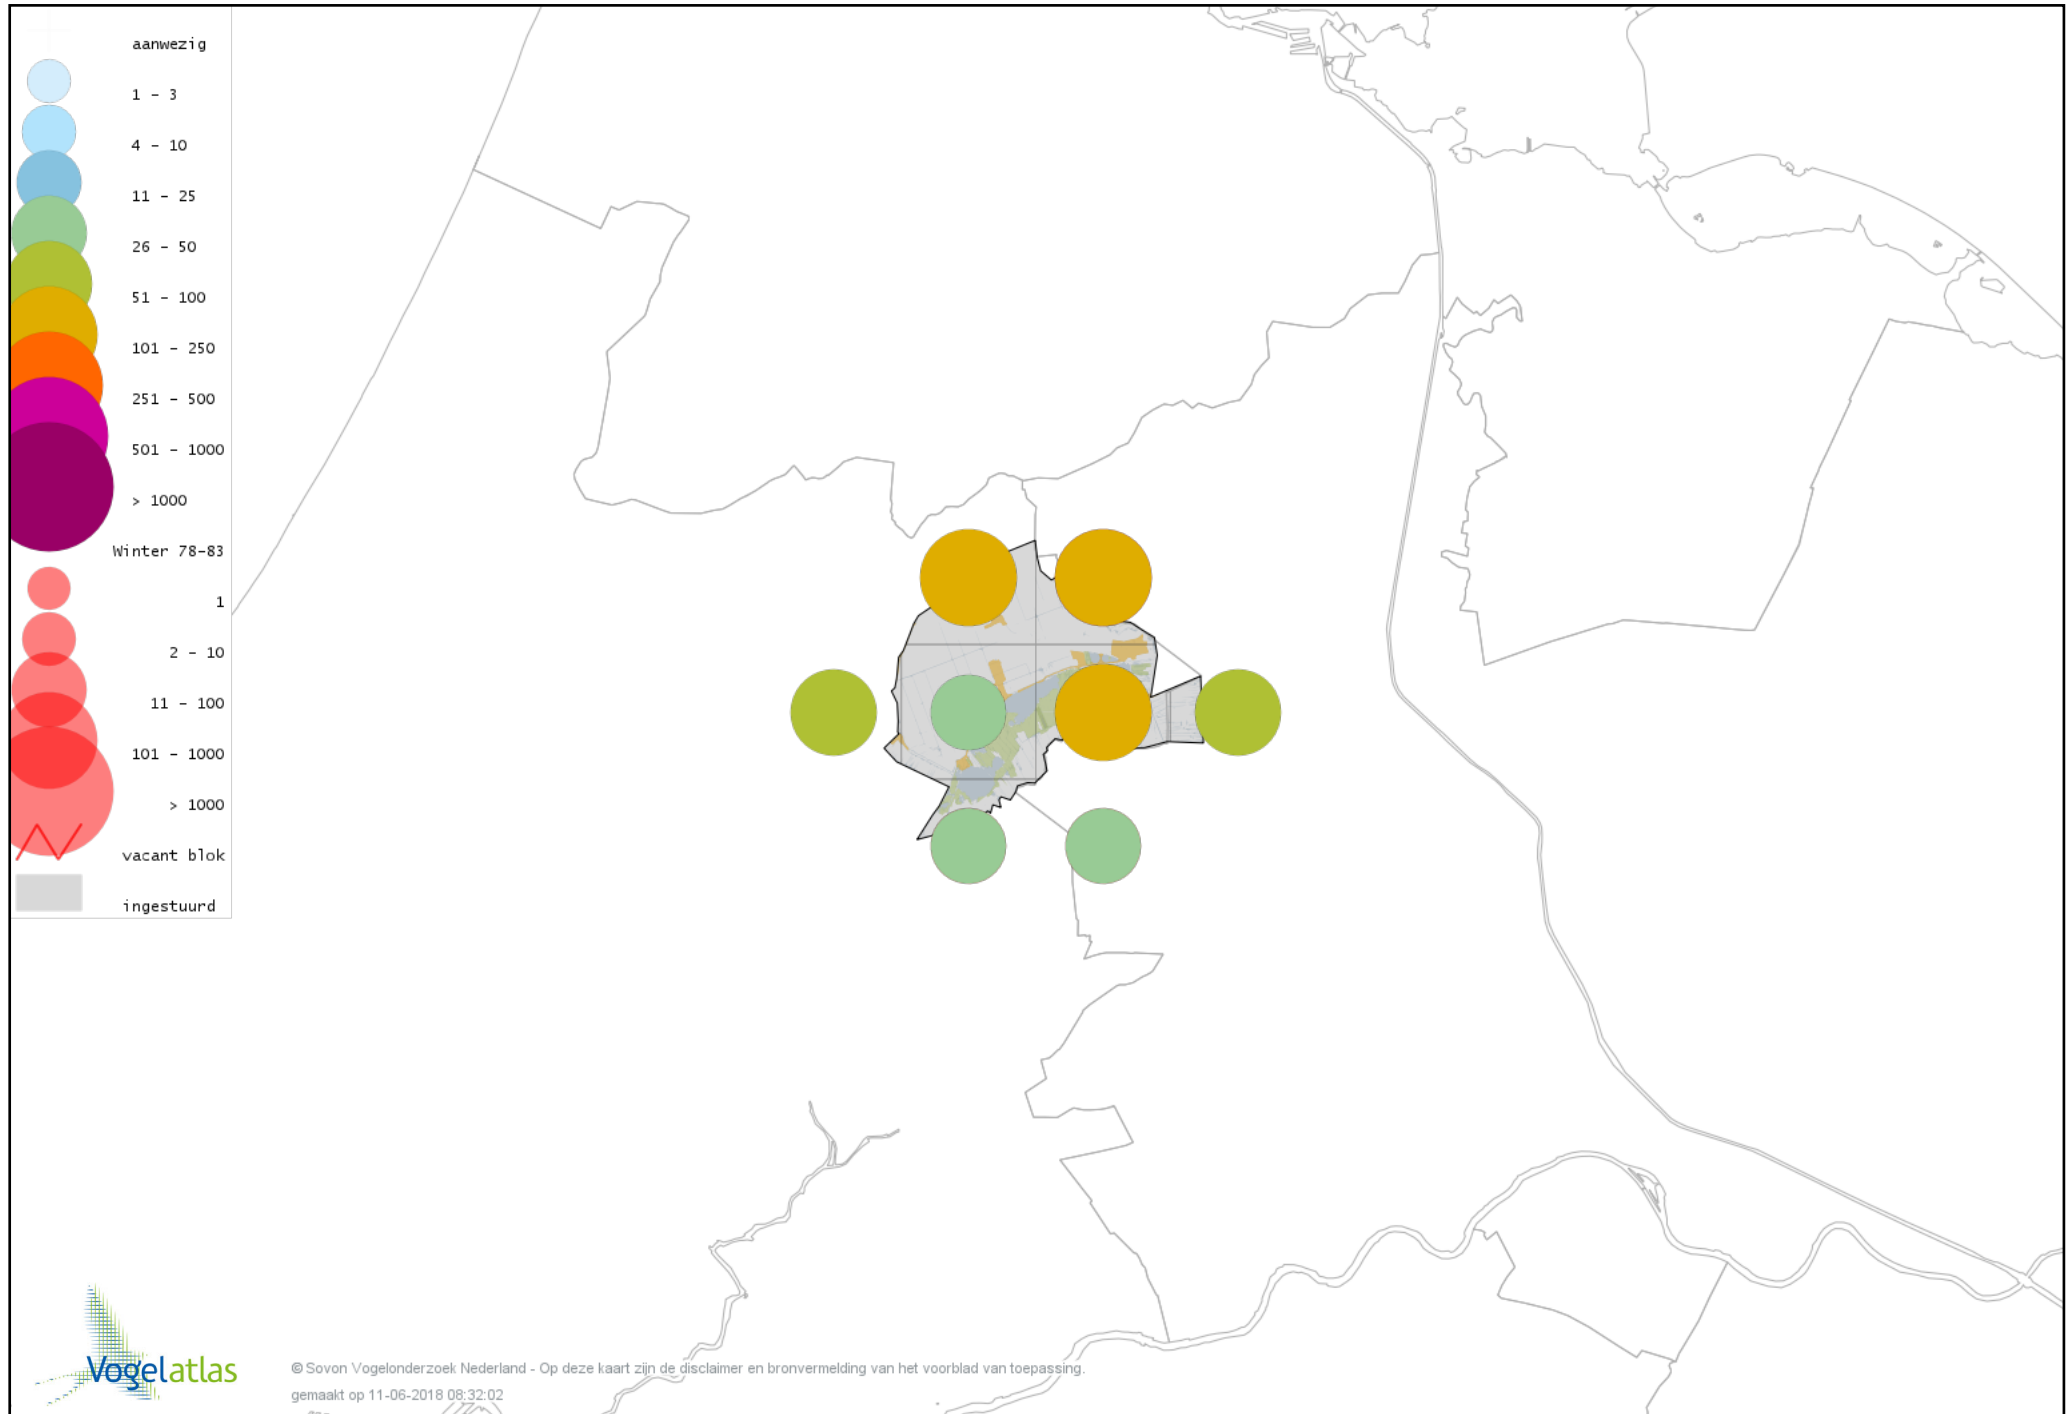 aanwezig
1 - 3
4 - 10
11 - 25
26 - 50
51 - 100
101 - 250
251 - 500
501 - 1000
> 1000
Winter 78-83
1
2 - 10
11 - 100
101 - 1000
> 1000
vacant blok
ingestuurd
Vogelatlas
© Sovon Vogelonderzoek Nederland - Op deze kaart zijn de disclaimer en bronvermelding van het voorblad van toepassing.
gemaakt op 11-06-2018 08:32:02